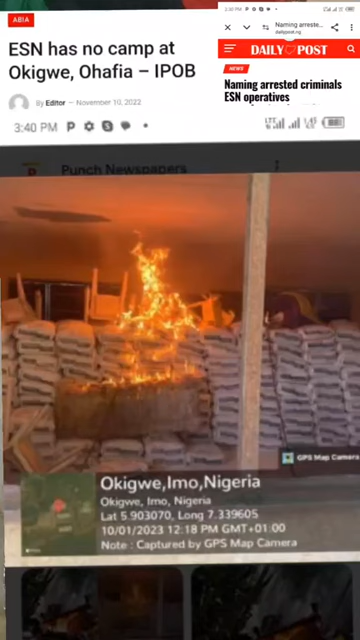 ABIA
ESN has no camp at
Okigwe, Ohafia – IPOB
By Editor – November 10, 2022
Naming arreste...
dailypost.ng
DAILY POST
NEWS
Naming arrested criminals
ESN operatives
3:40 PM
Punch Newspapers
GPS Map Camera
Okigwe,Imo,Nigeria
Okigwe, Imo, Nigeria
Lat 5.903070, Long 7.339605
10/01/2023 12:18 PM GMT+01:00
Note : Captured by GPS Map Camera